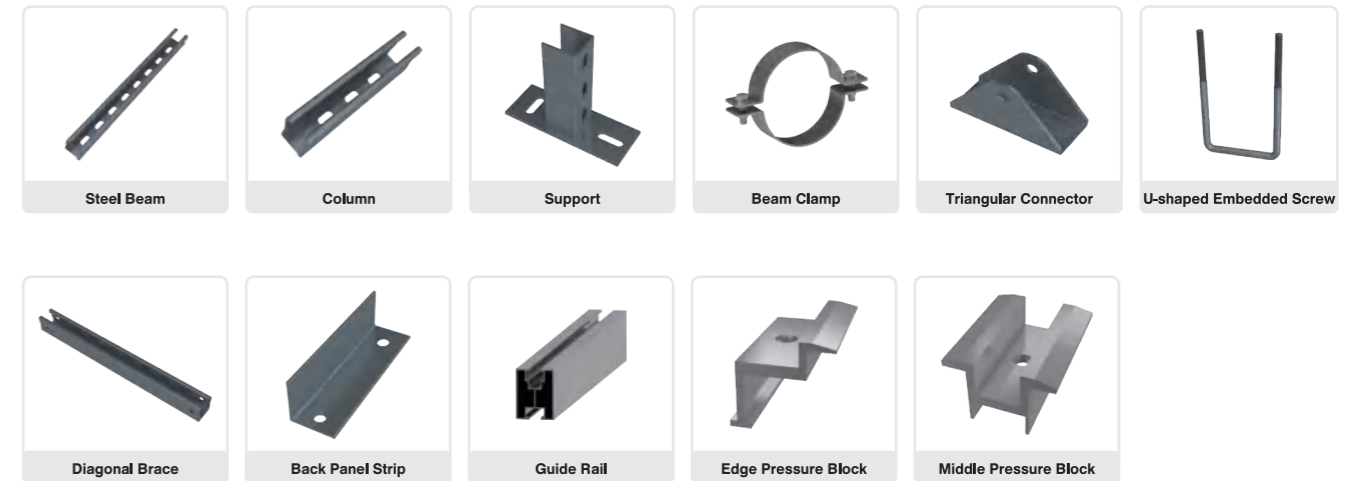 Steel Beam
Column
Support
Beam Clamp
Triangular Connector
U-shaped Embedded Screw
Diagonal Brace
Back Panel Strip
Guide Rail
Edge Pressure Block
Middle Pressure Block